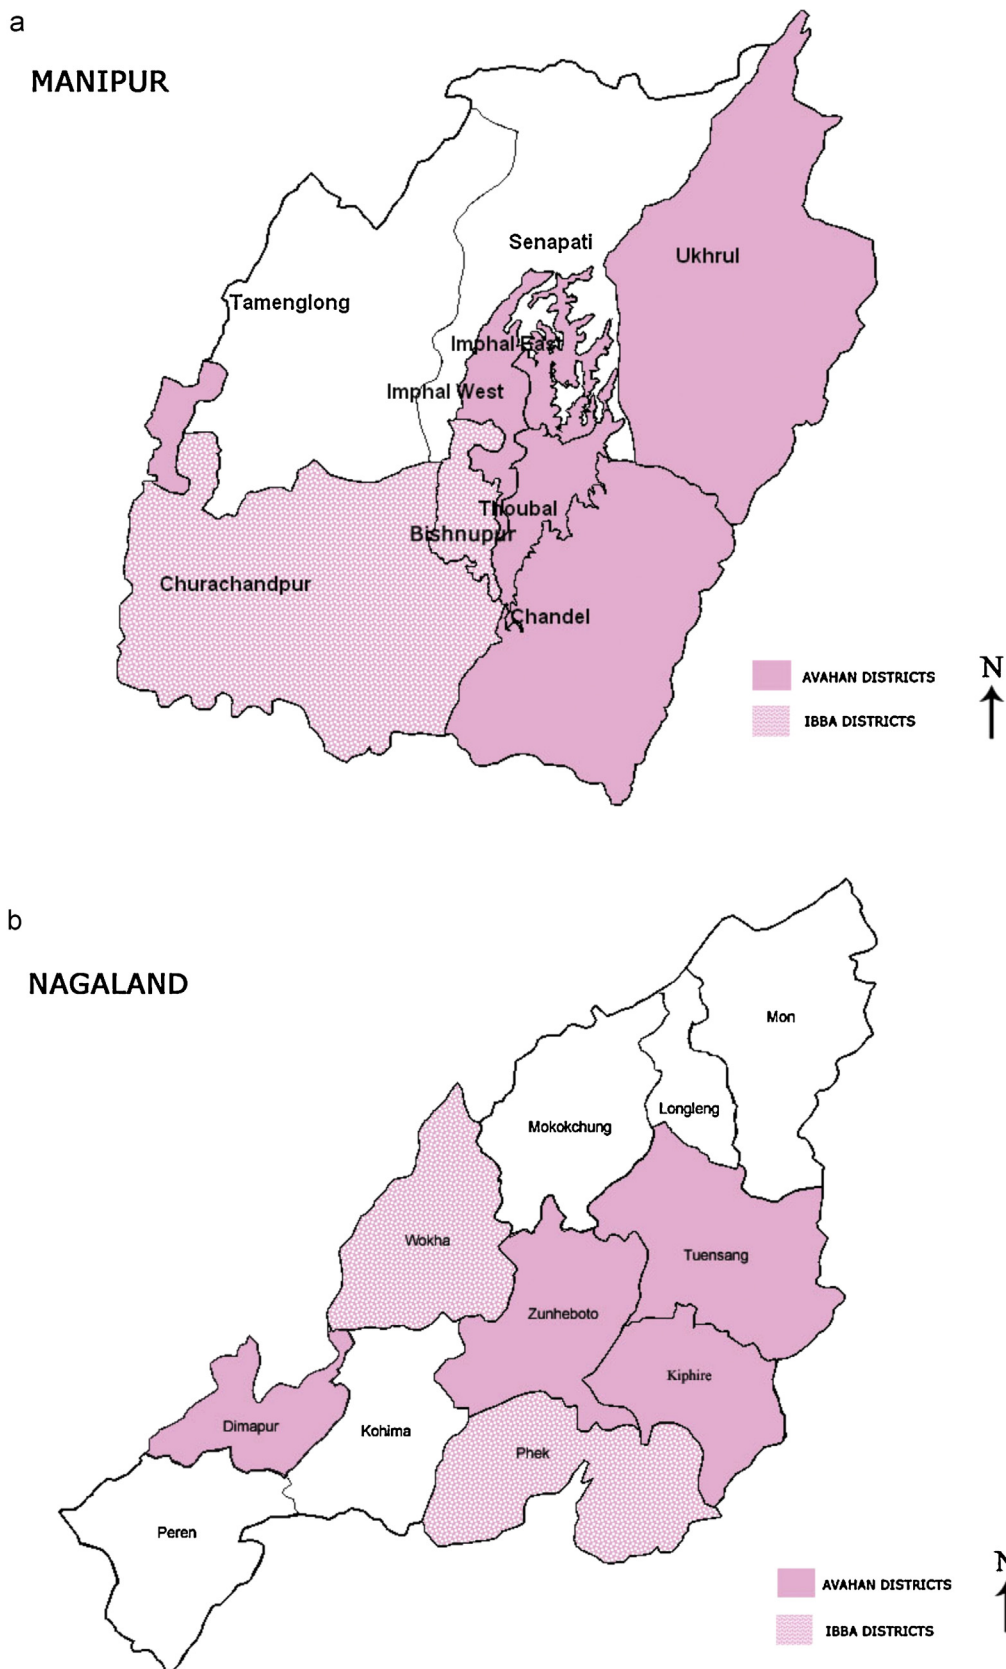 a
MANIPUR
Senapati
Ukhrul
Tamenglong
Imphal East
Imphal West
Thoubal
Bishnupur
Churachandpur
Chandel
N
AVAHAN DISTRICTS
IBBA DISTRICTS
b
NAGALAND
Mon
Longleng
Mokokchung
Wokha
Tuensang
Zunheboto
Kiphire
Dimapur
Kohima
Phek
Peren
N
AVAHAN DISTRICTS
IBBA DISTRICTS